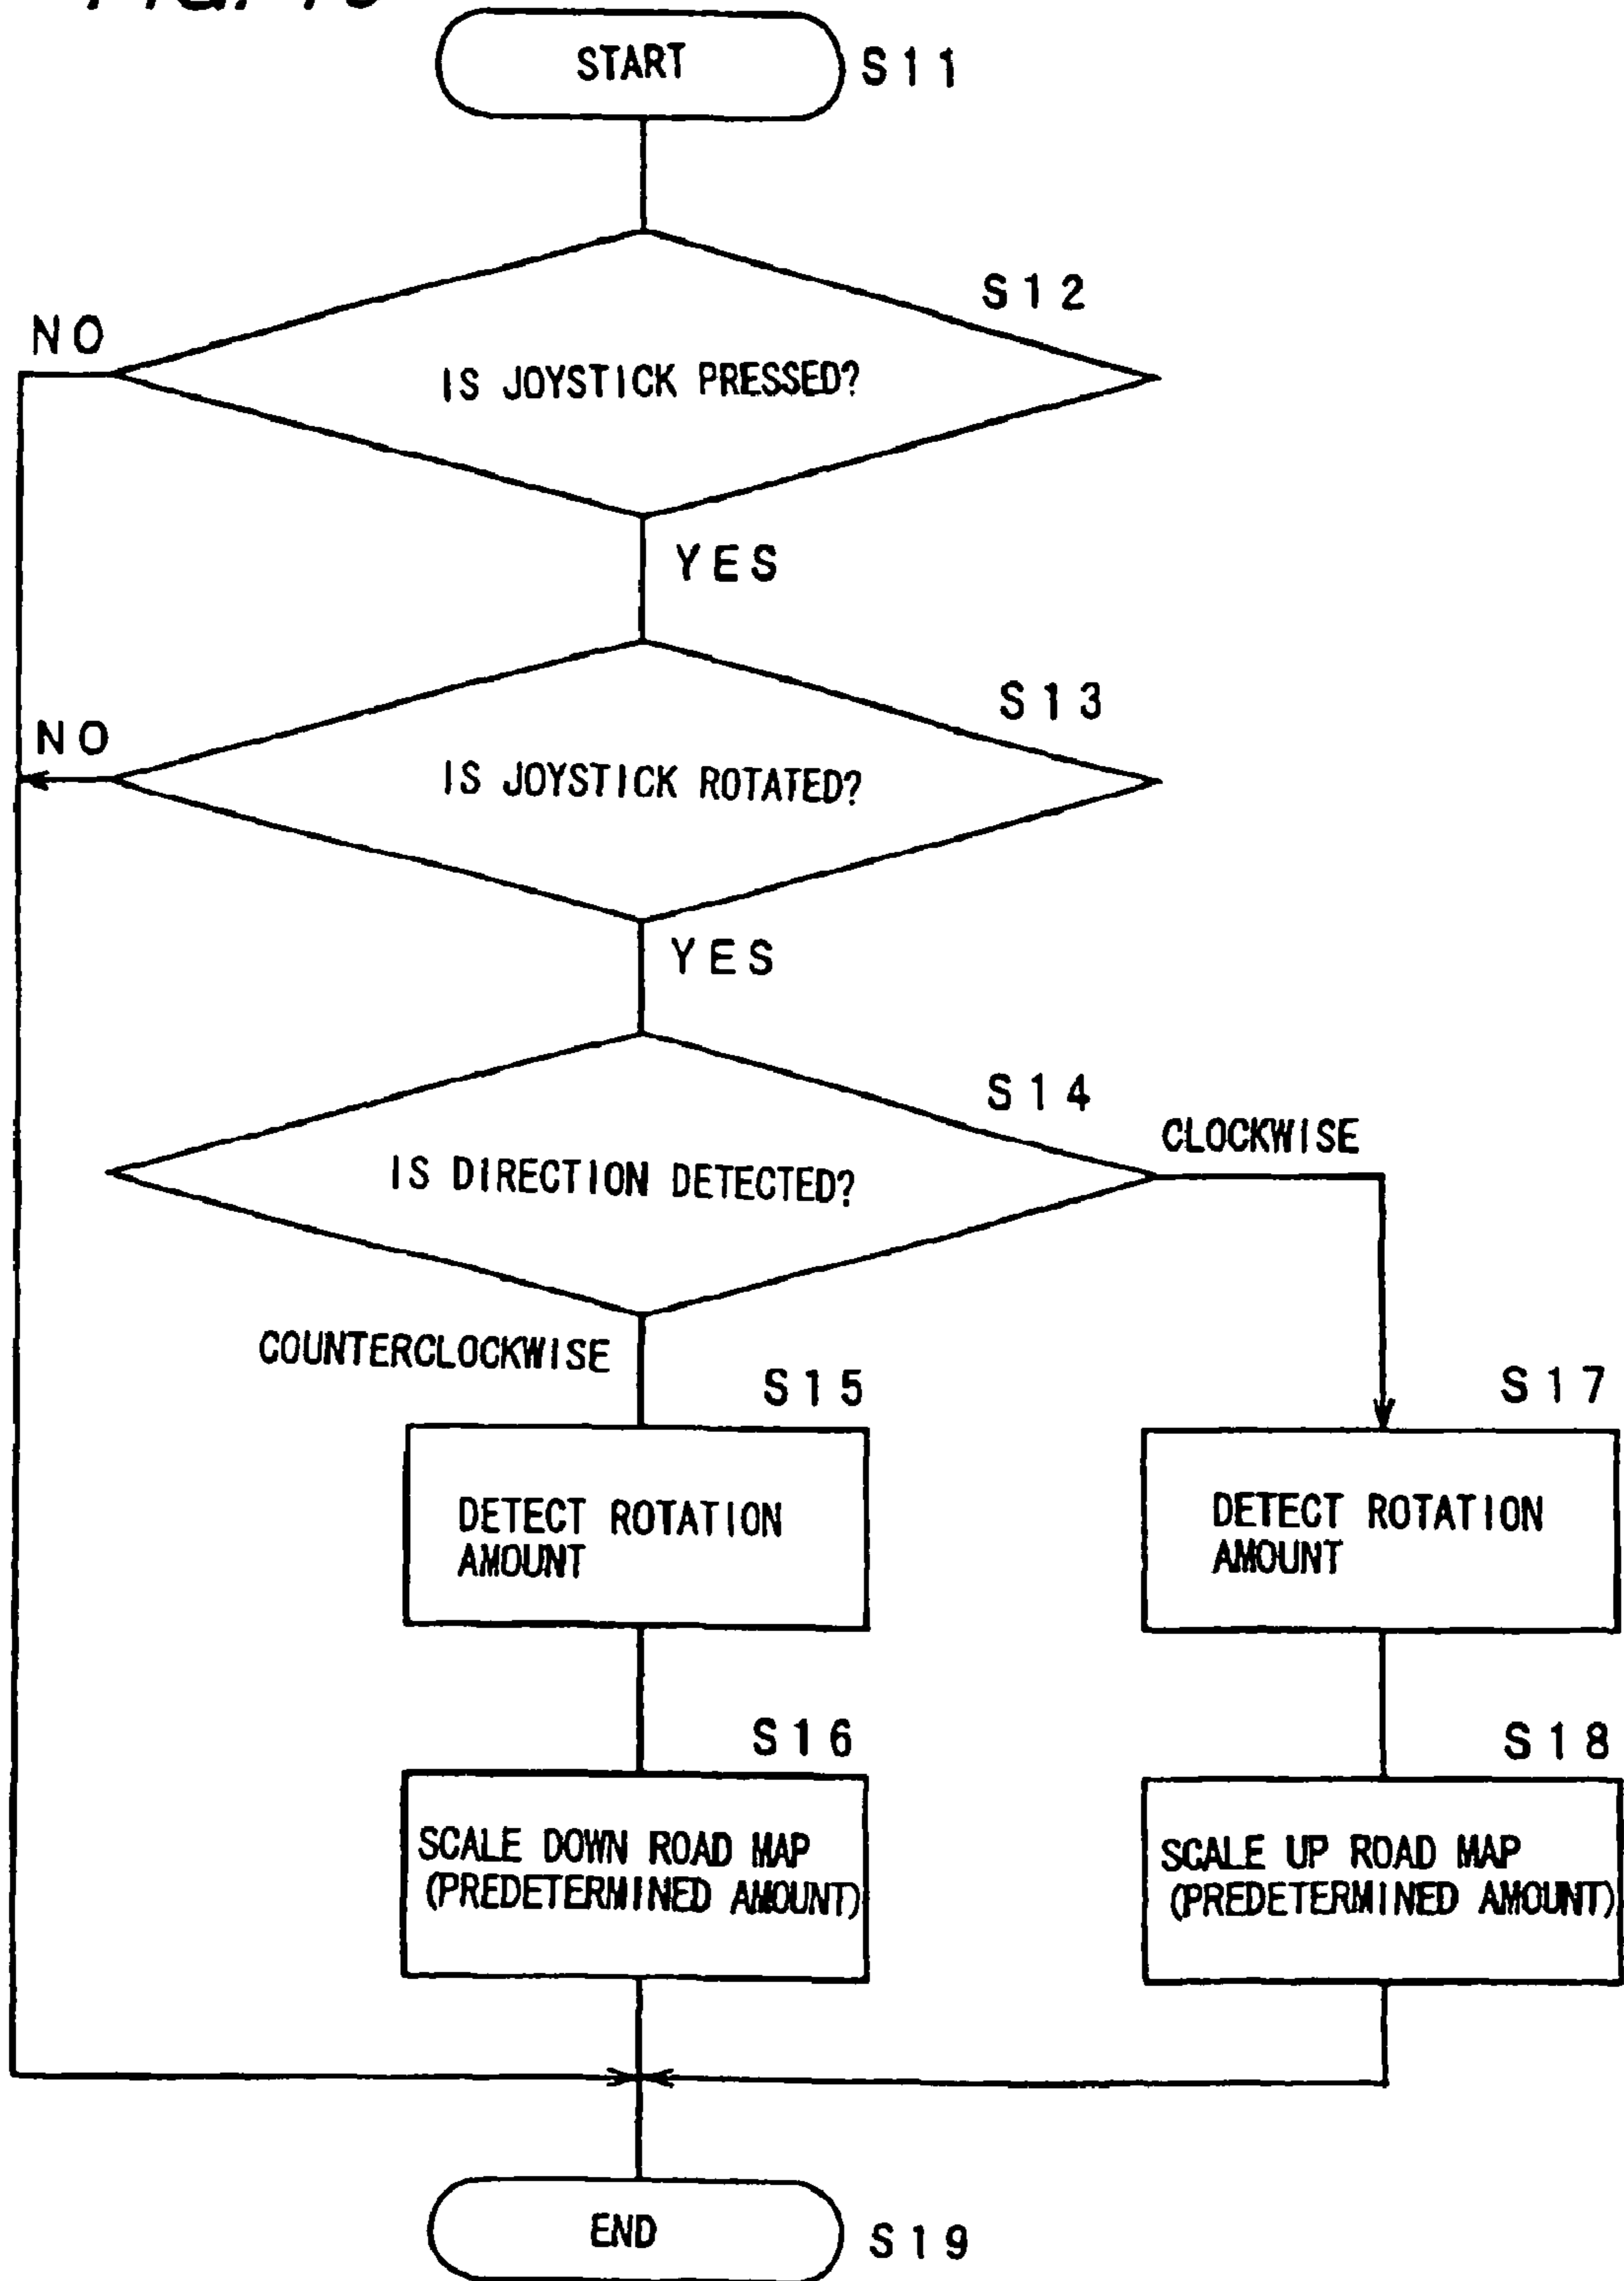 START
S11
S12
NO
IS JOYSTICK PRESSED?
YES
S13
NO
IS JOYSTICK ROTATED?
YES
S14
CLOCKWISE
IS DIRECTION DETECTED?
COUNTERCLOCKWISE
S15
S17
DETECT ROTATION
AMOUNT
DETECT ROTATION
AMOUNT
S16
S18
SCALE DOWN ROAD MAP
(PREDETERMINED AMOUNT)
SCALE UP ROAD MAP
(PREDETERMINED AMOUNT)
END
S19